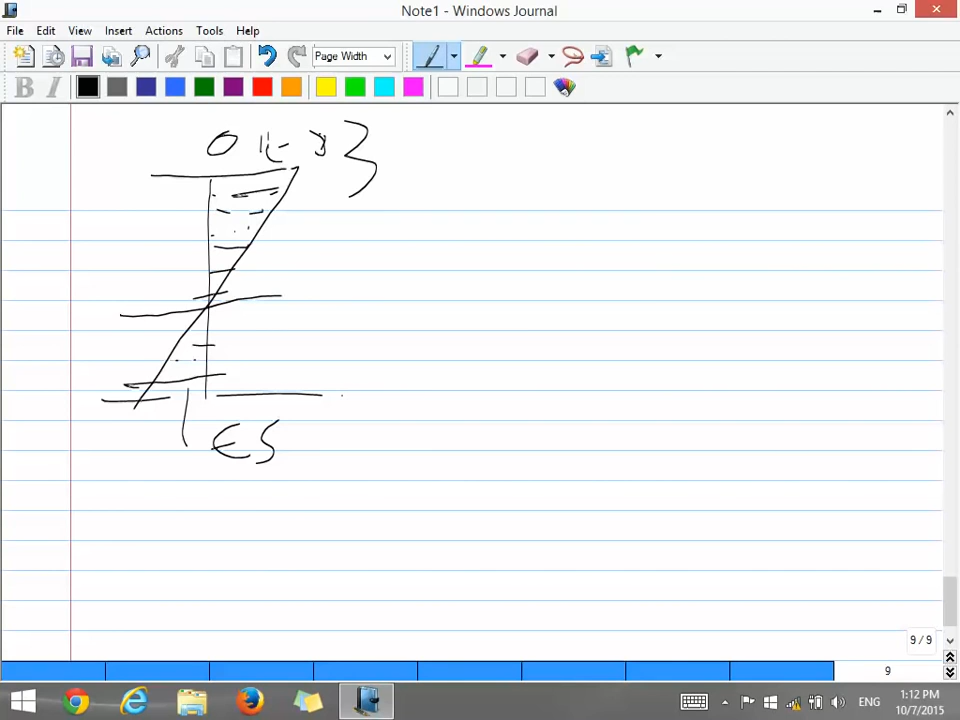 Note1 - Windows Journal
File Edit View Insert Actions Tools Help
Page Width
B I
ES
9 / 9
9
ENG
1:12 PM
10/7/2015